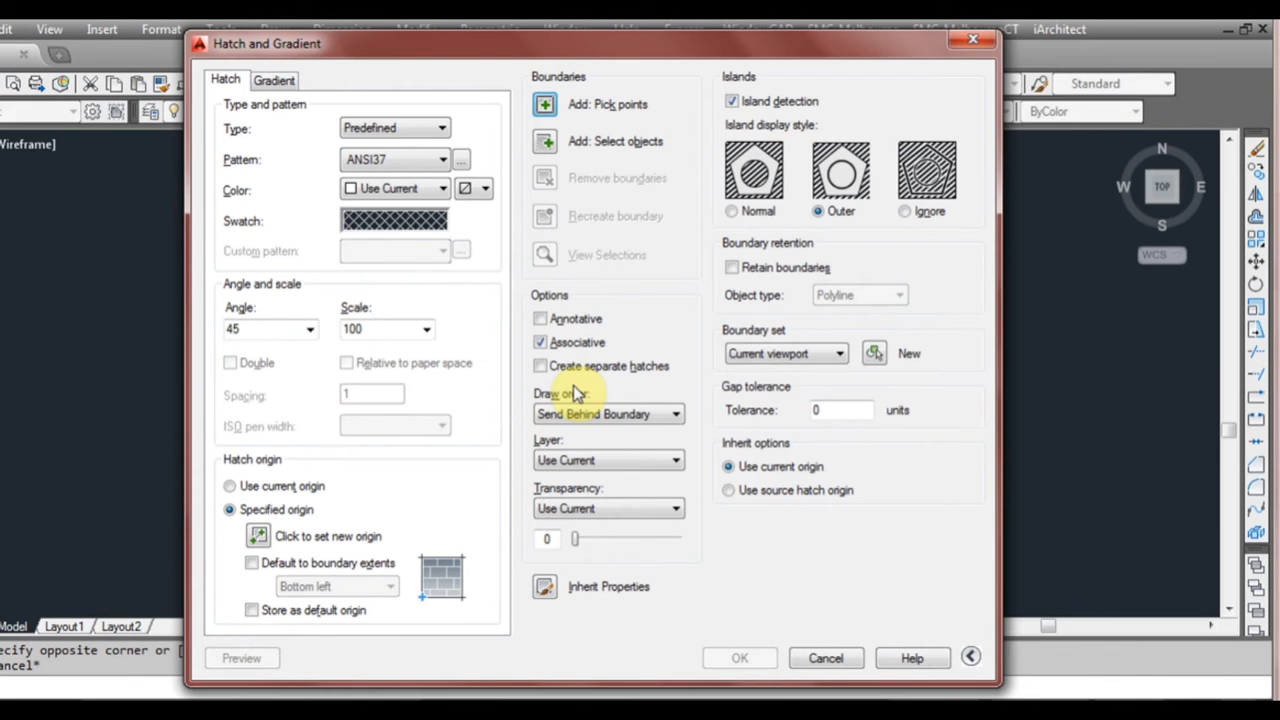 dit View Insert Format
iArchitect
Hatch and Gradient
Hatch Gradient
Type and pattern
Type: Predefined
Pattern: ANSI37 ...
Color: Use Current
Swatch:
Custom pattern: ...
Angle and scale
Angle: Scale:
45 100
Double Relative to paper space
Spacing: 1
ISO pen width:
Hatch origin
Use current origin
Specified origin
Click to set new origin
Default to boundary extents
Bottom left
Store as default origin
Preview
Boundaries
Add: Pick points
Add: Select objects
Remove boundaries
Recreate boundary
View Selections
Options
Annotative
Associative
Create separate hatches
Draw order:
Send Behind Boundary
Layer:
Use Current
Transparency:
Use Current
0
Inherit Properties
Islands
Island detection
Island display style:
Normal Outer Ignore
Boundary retention
Retain boundaries
Object type: Polyline
Boundary set
Current viewport New
Gap tolerance
Tolerance: 0 units
Inherit options
Use current origin
Use source hatch origin
OK Cancel Help
Standard
ByColor
Wireframe]
N
W TOP E
S
WCS
Model Layout1 Layout2
ecify opposite corner or [
ancel*